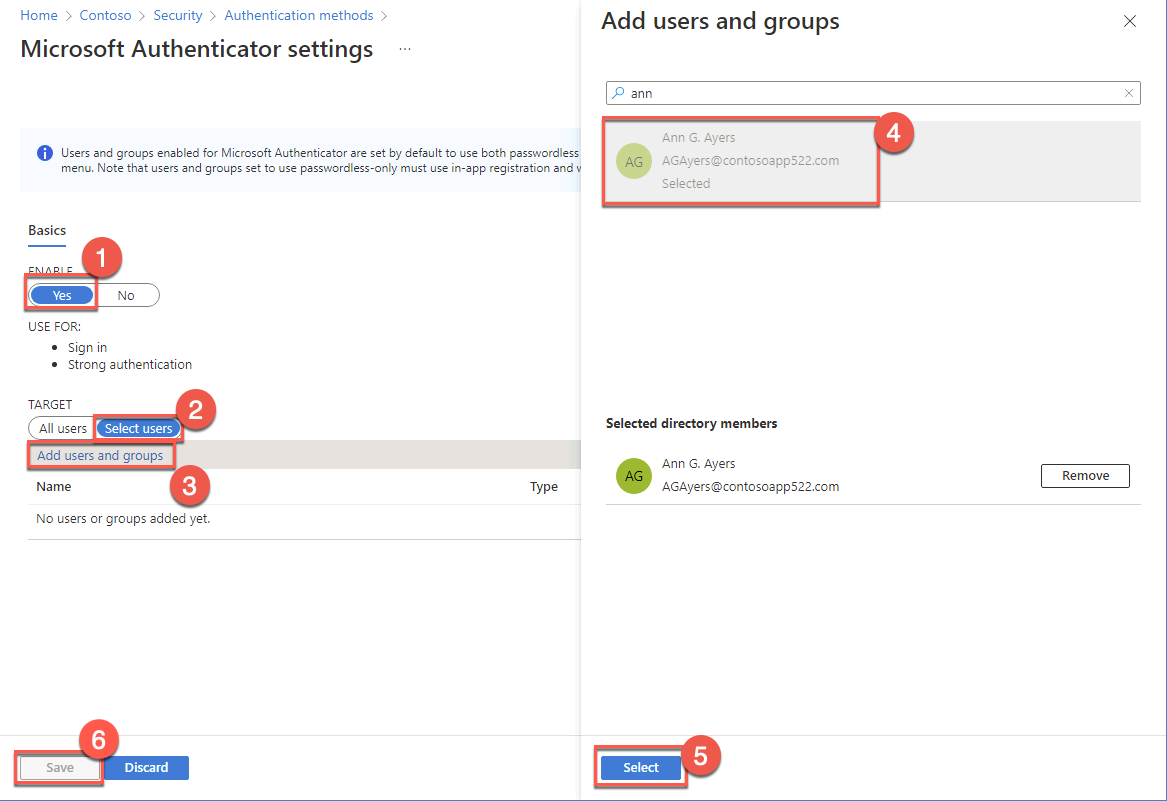 Home > Contoso > Security > Authentication methods >
Microsoft Authenticator settings ...
Users and groups enabled for Microsoft Authenticator are set by default to use both passwordless
menu. Note that users and groups set to use passwordless-only must use in-app registration and
Basics
1
ENABLE
Yes No
USE FOR:
• Sign in
• Strong authentication
TARGET
2
All users Select users
Add users and groups
3
Name Type
No users or groups added yet.
6
Save Discard
Add users and groups
ann
4
AG
Ann G. Ayers
AGAyers@contosoapp522.com
Selected
Selected directory members
AG
Ann G. Ayers
AGAyers@contosoapp522.com
Remove
5
Select